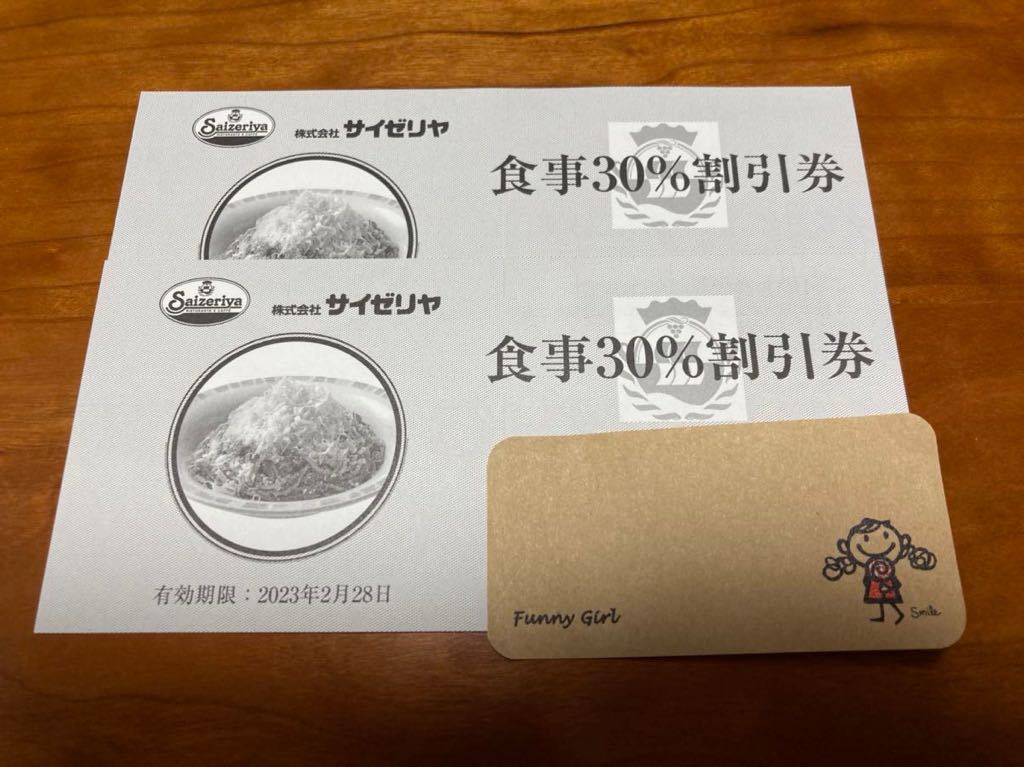 Saizeriya
株式会社 サイゼリヤ
食事30%割引券
Saizeriya
RISTORANTE E CAFFÈ
株式会社 サイゼリヤ
食事30%割引券
有効期限：2023年2月28日
Funny Girl
Smile